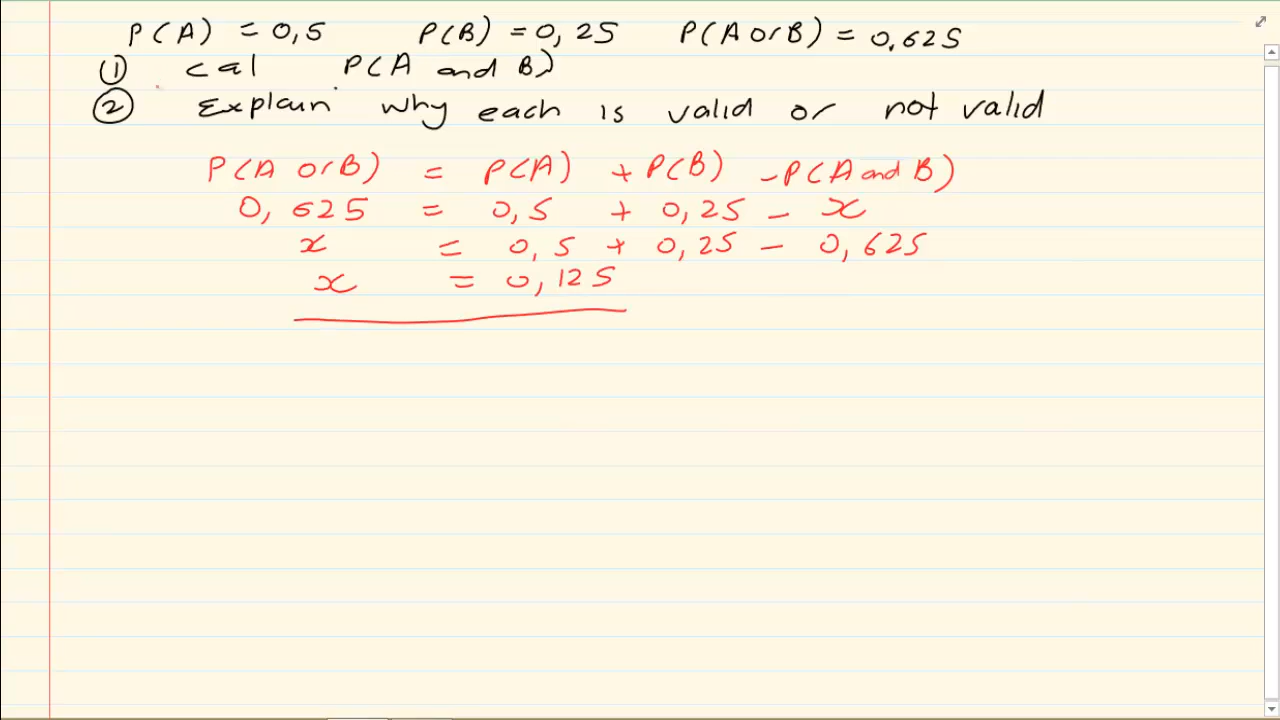 P(A) = 0,5 P(B) = 0,25 P(A or B) = 0,625
① cal P(A and B)
② Explain why each is valid or not valid
P(A or B) = P(A) + P(B) - P(A and B)
0,625 = 0,5 + 0,25 - x
x = 0,5 + 0,25 - 0,625
x = 0,125